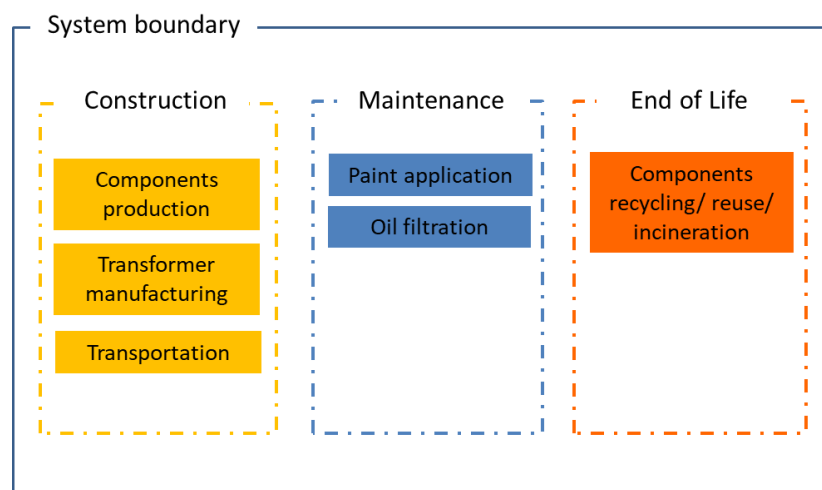 System boundary
Construction
Components
production
Transformer
manufacturing
Transportation
Maintenance
Paint application
Oil filtration
End of Life
Components
recycling/ reuse/
incineration